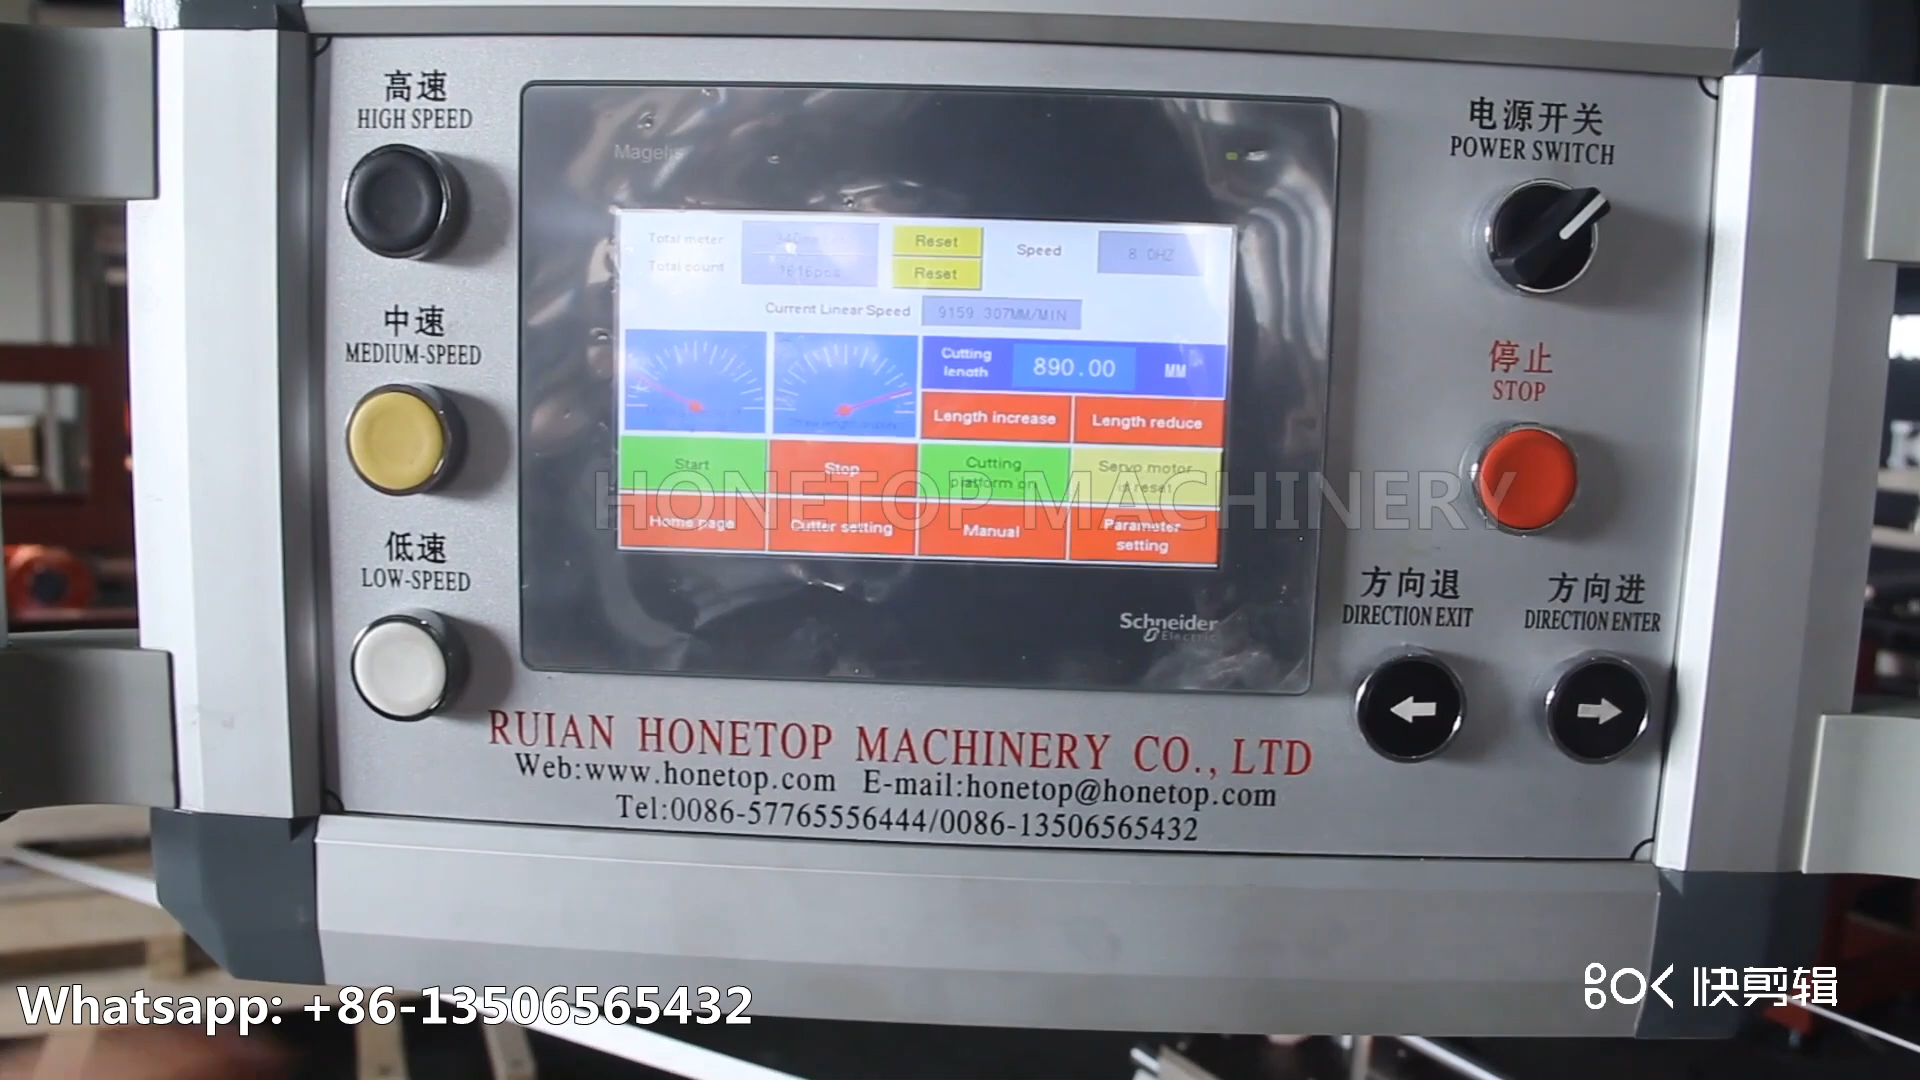 高速
HIGH SPEED
电源开关
POWER SWITCH
Magelis
Total meter
Reset
Speed
8.0HZ
Total count
1616pcs
Reset
Current Linear Speed 9159.307MM/MIN
Cutting length 890.00 MM
Length increase
Length reduce
中速
MEDIUM-SPEED
停止
STOP
Start
Stop
Cutting platform on
Servo motor is reset
HONETOP MACHINERY
Home page
Cutter setting
Manual
Parameter setting
低速
LOW-SPEED
方向退
DIRECTION EXIT
方向进
DIRECTION ENTER
Schneider
Electric
RUIAN HONETOP MACHINERY CO., LTD
Web:www.honetop.com E-mail:honetop@honetop.com
Tel:0086-57765556444/0086-13506565432
Whatsapp: +86-13506565432
快剪辑